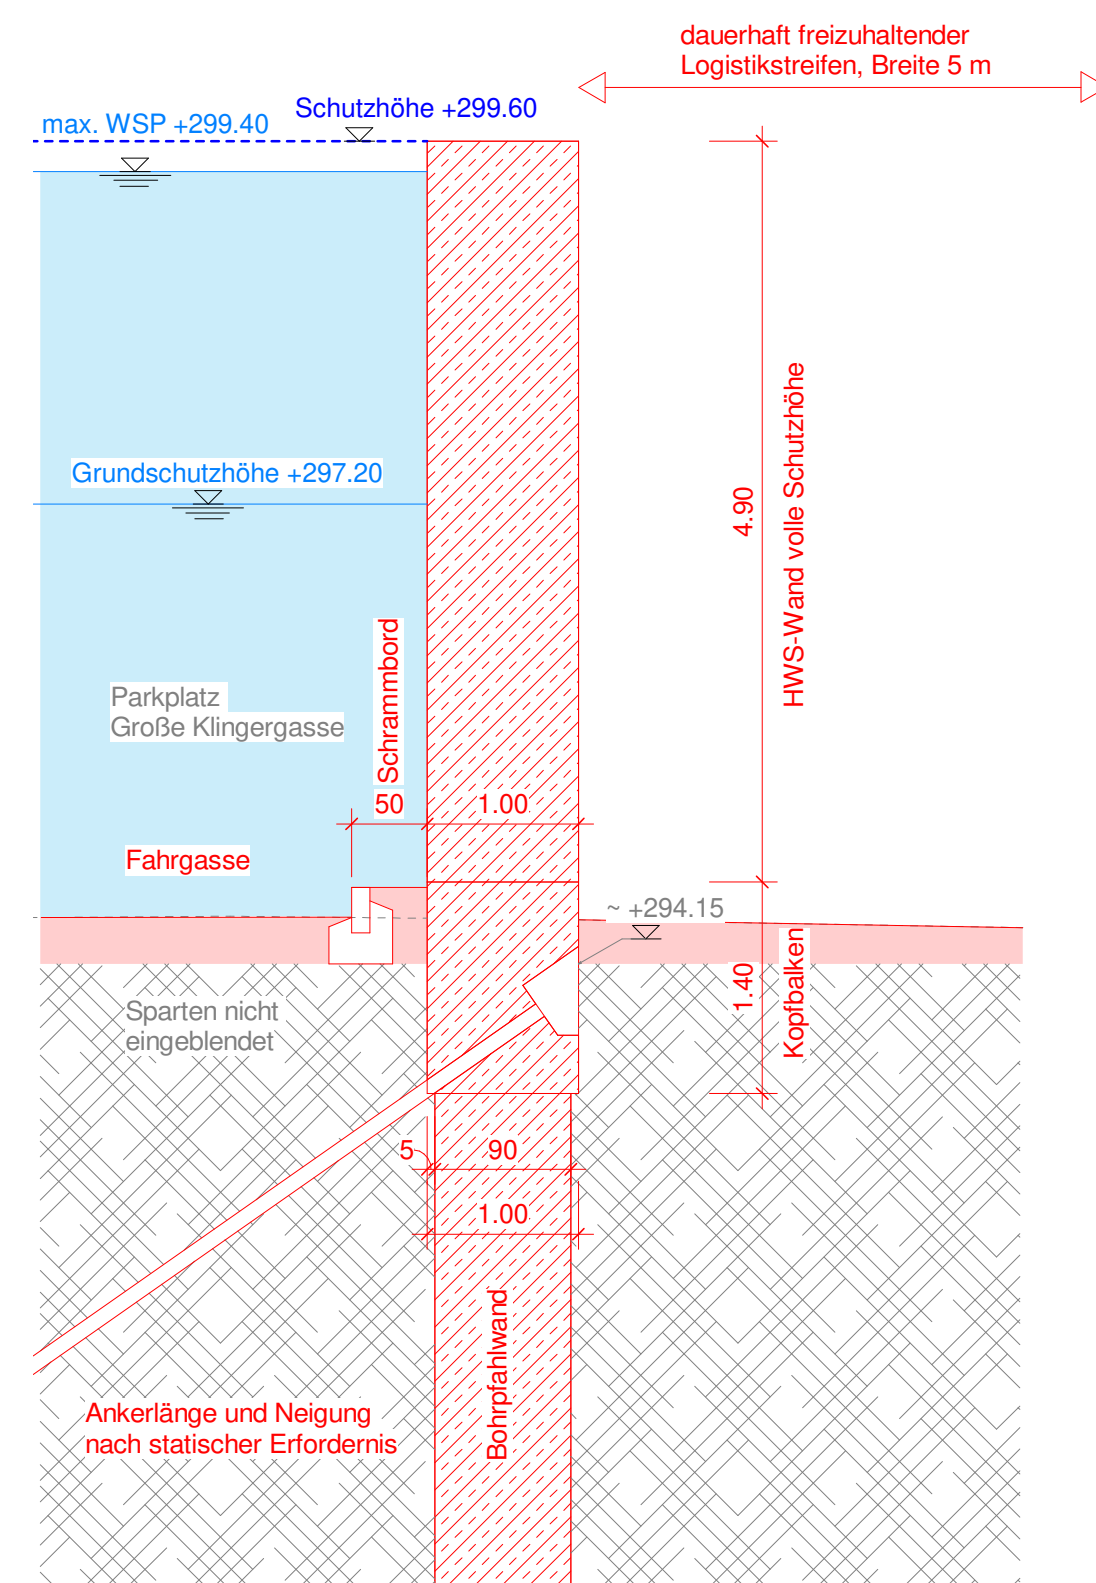 dauerhaft freizuhaltender
Logistikstreifen, Breite 5 m
Schutzhöhe +299.60
max. WSP +299.40
Grundschutzhöhe +297.20
HWS-Wand volle Schutzhöhe
4.90
Schrammbord
Parkplatz
Große Klingergasse
50
1.00
Fahrgasse
~ +294.15
Kopfbalken
1.40
Sparten nicht
eingeblendet
5
90
1.00
Bohrpfahlwand
Ankerlänge und Neigung
nach statischer Erfordernis